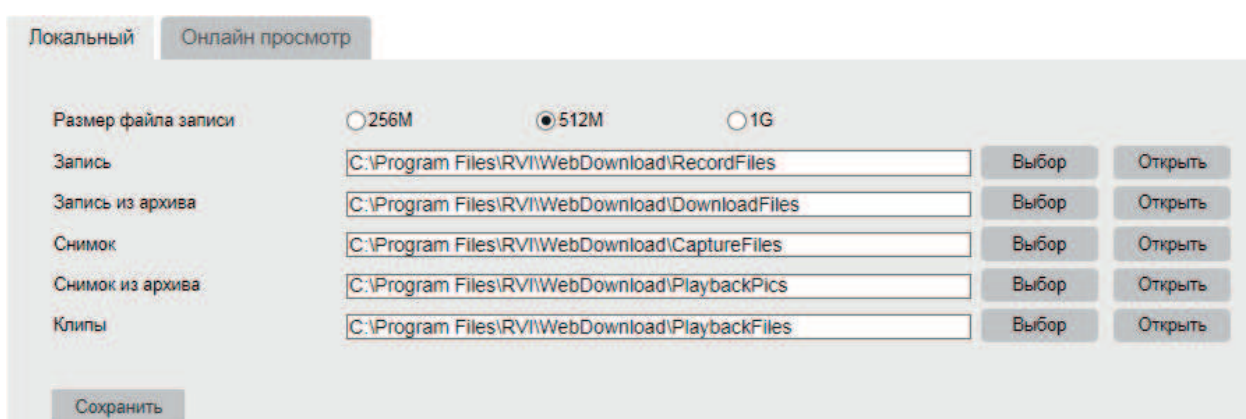 Локальный Онлайн просмотр
Размер файла записи 256M 512M 1G
Запись C:\Program Files\RVI\WebDownload\RecordFiles Выбор Открыть
Запись из архива C:\Program Files\RVI\WebDownload\DownloadFiles Выбор Открыть
Снимок C:\Program Files\RVI\WebDownload\CaptureFiles Выбор Открыть
Снимок из архива C:\Program Files\RVI\WebDownload\PlaybackPics Выбор Открыть
Клипы C:\Program Files\RVI\WebDownload\PlaybackFiles Выбор Открыть
Сохранить